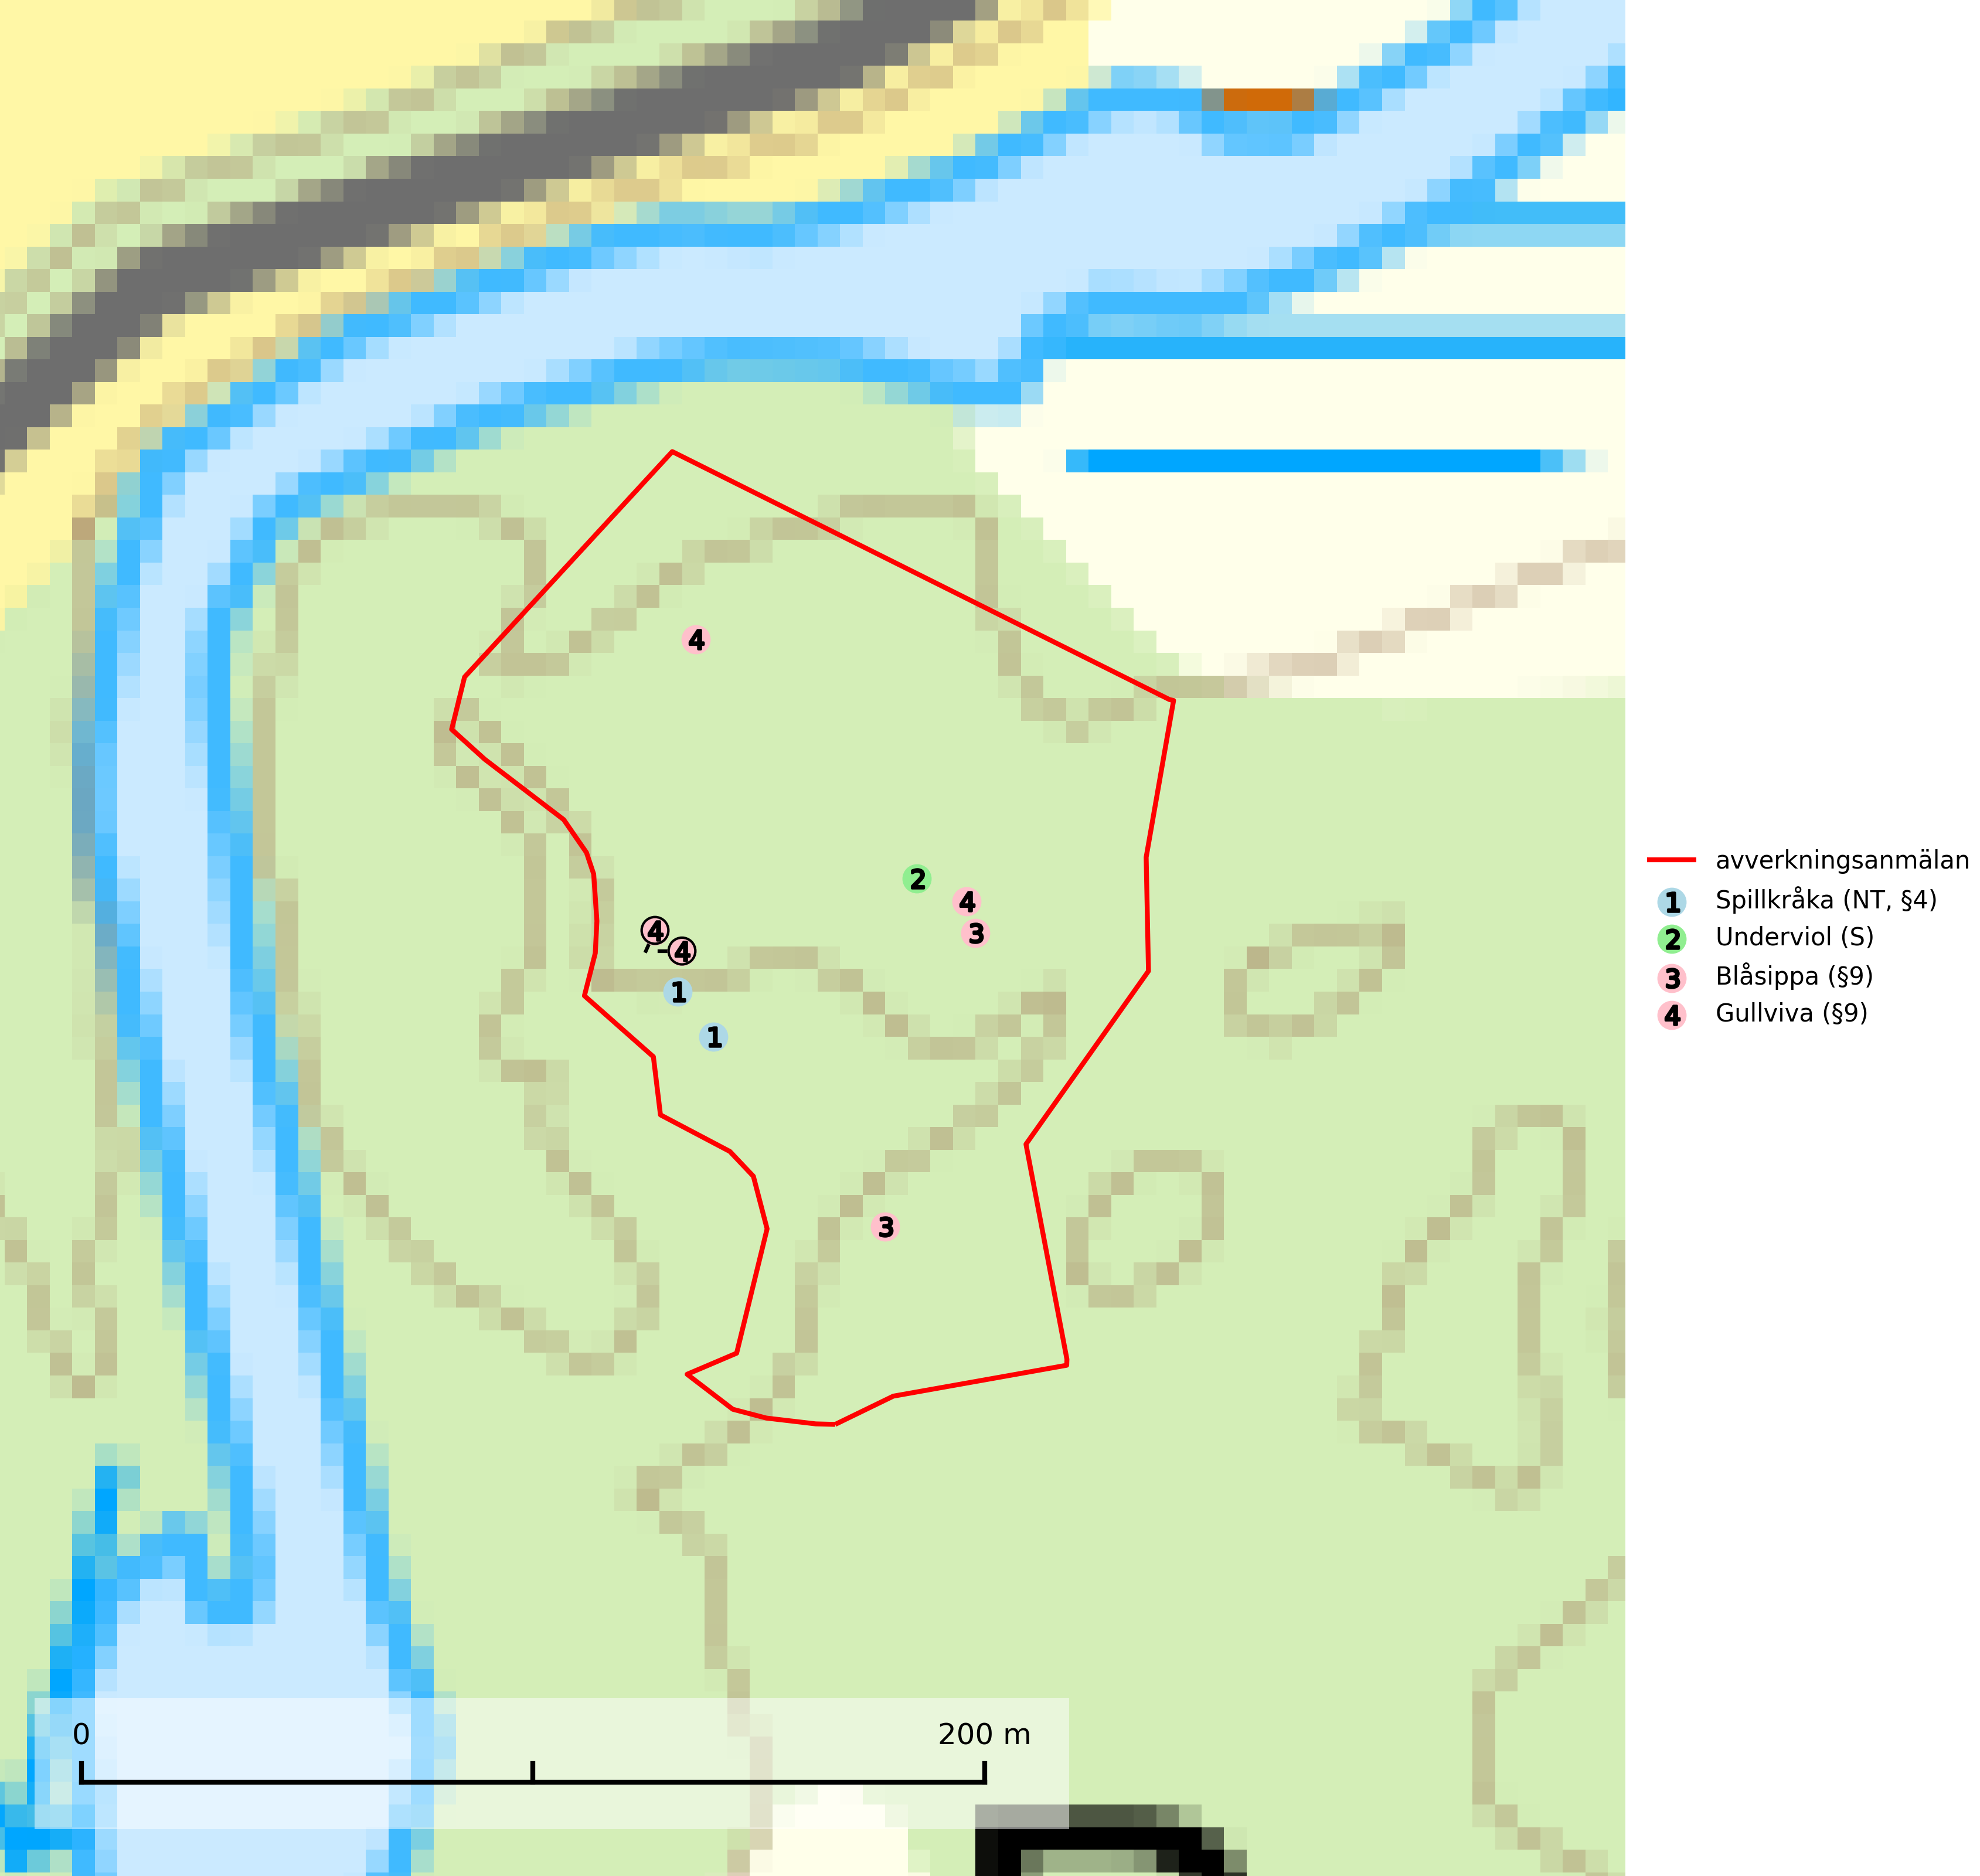 4
2
4
3
4
4
1
1
3
avverkningsanmälan
1 Spillkråka (NT, §4)
2 Underviol (S)
3 Blåsippa (§9)
4 Gullviva (§9)
0 200 m